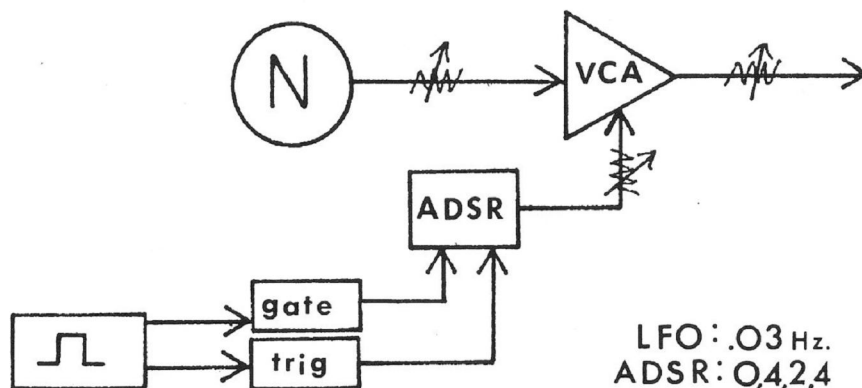 N
VCA
ADSR
gate
trig
LFO: .03 Hz.
ADSR: 0,4,2,4